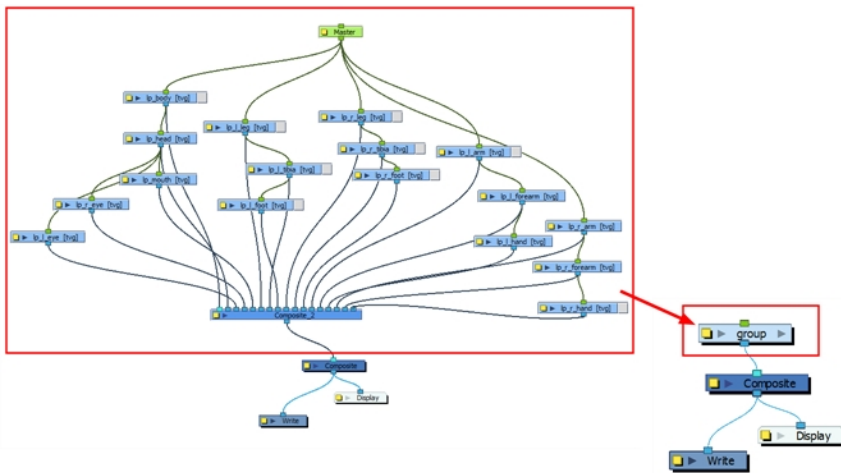 Master
lp_body [tvg]
lp_r_leg [tvg]
lp_l_leg [tvg]
lp_head [tvg]
lp_r_tibia [tvg]
lp_l_arm [tvg]
lp_l_tibia [tvg]
lp_r_foot [tvg]
lp_mouth [tvg]
lp_l_forearm [tvg]
lp_r_eye [tvg]
lp_l_foot [tvg]
lp_r_arm [tvg]
lp_l_eye [tvg]
lp_l_hand [tvg]
lp_r_forearm [tvg]
lp_r_hand [tvg]
Composite_2
group
Composite
Composite
Display
Write
Display
Write